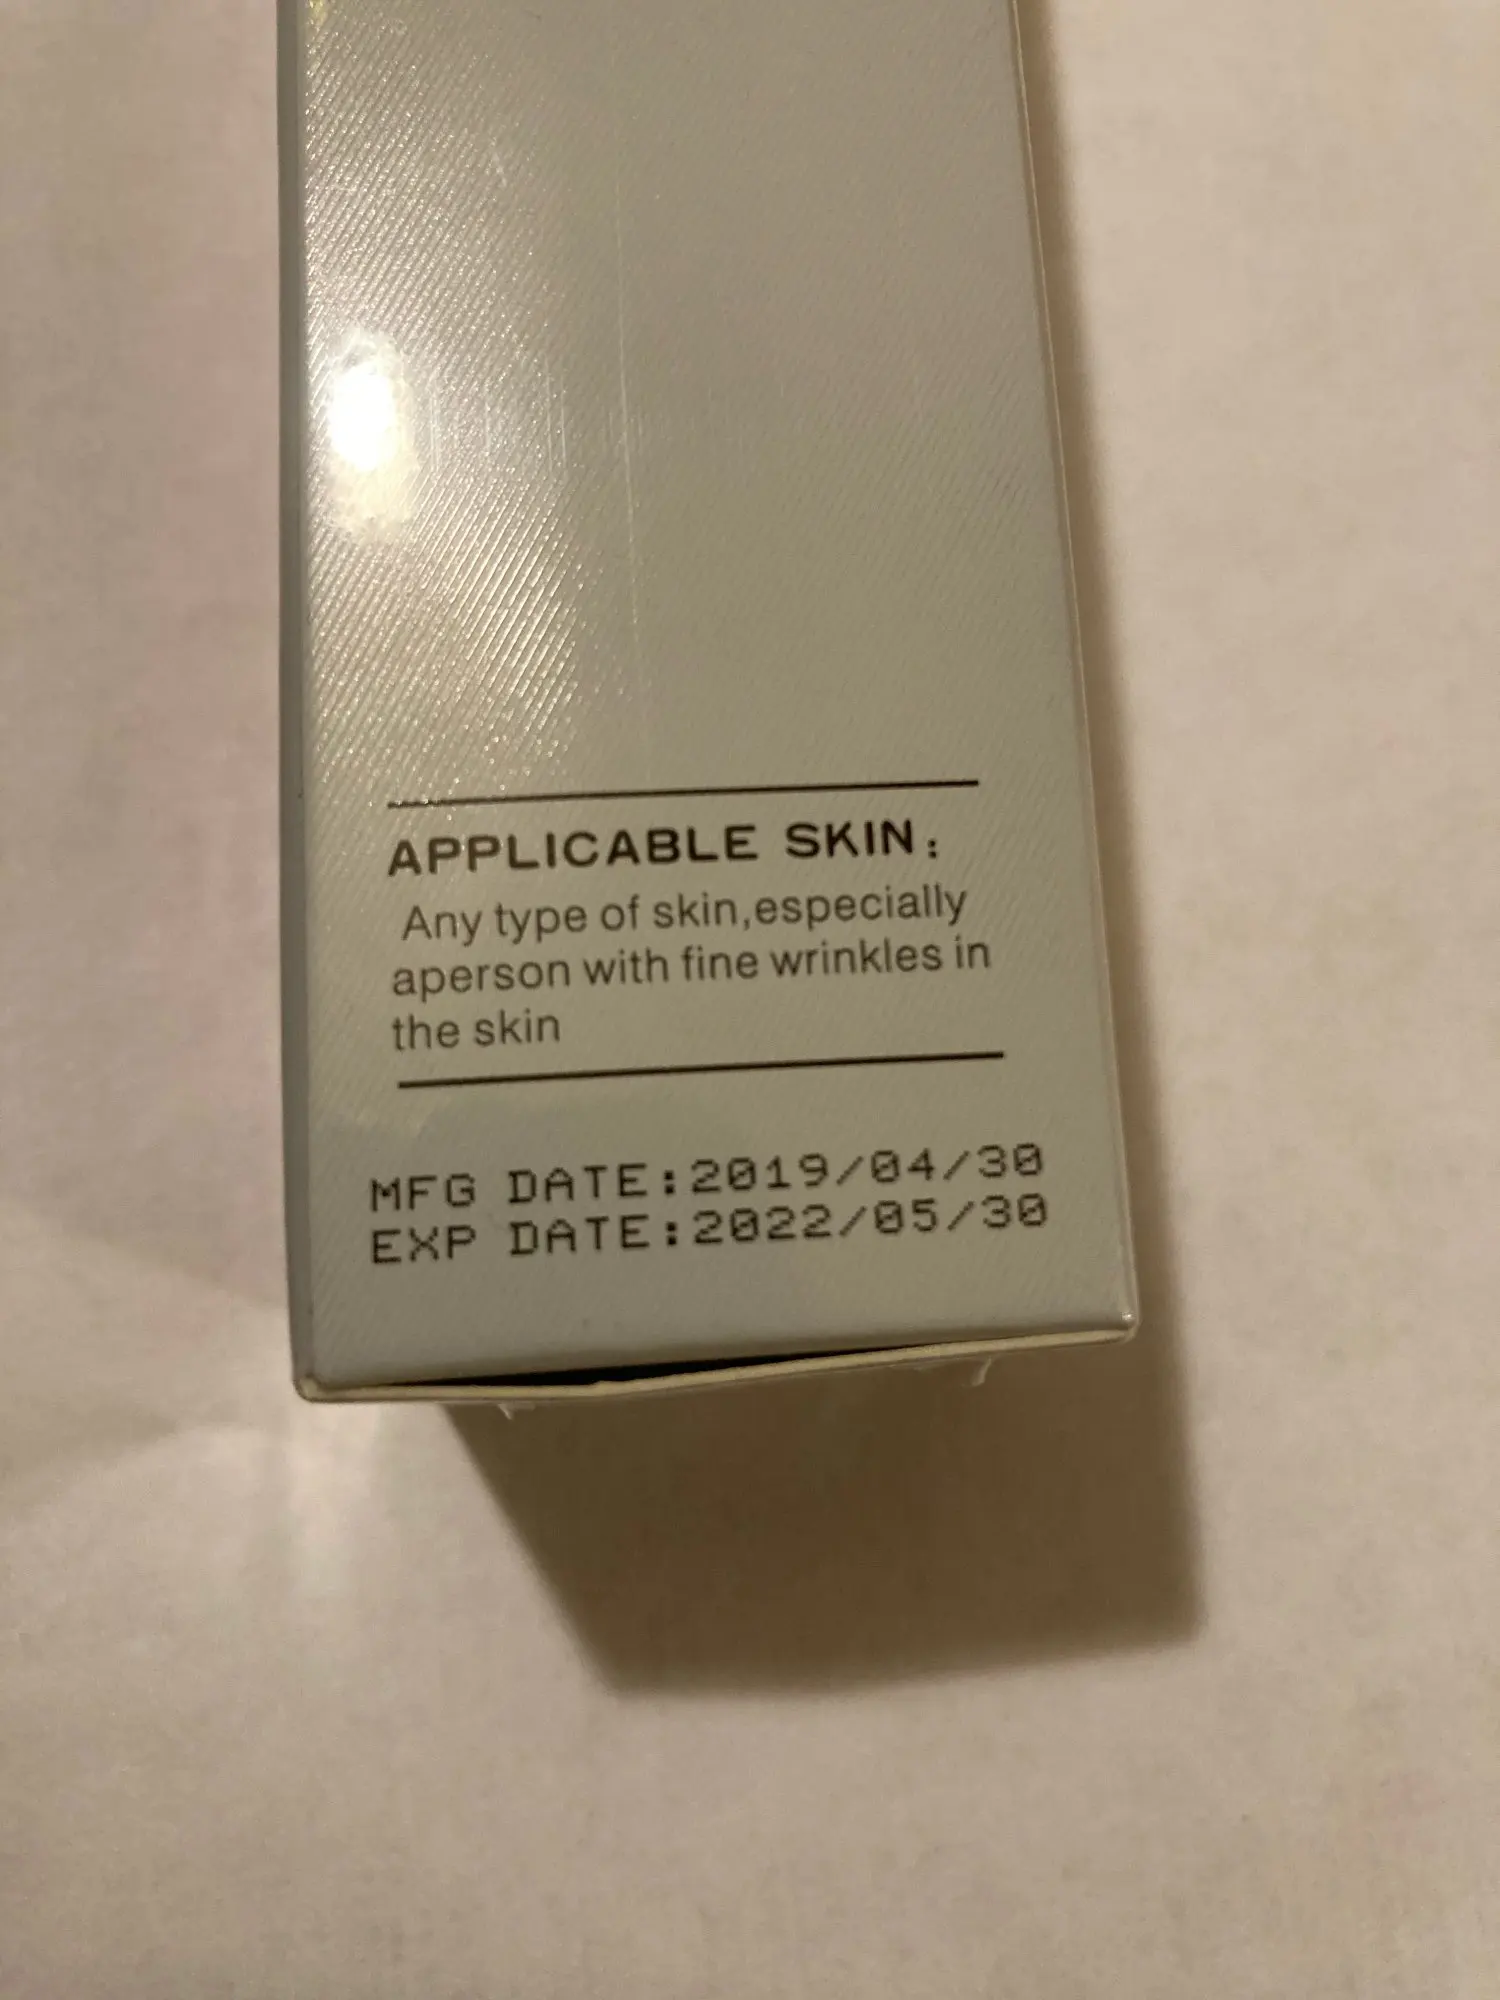 APPLICABLE SKIN:
Any type of skin,especially
aperson with fine wrinkles in
the skin
MFG DATE:2019/04/30
EXP DATE:2022/05/30